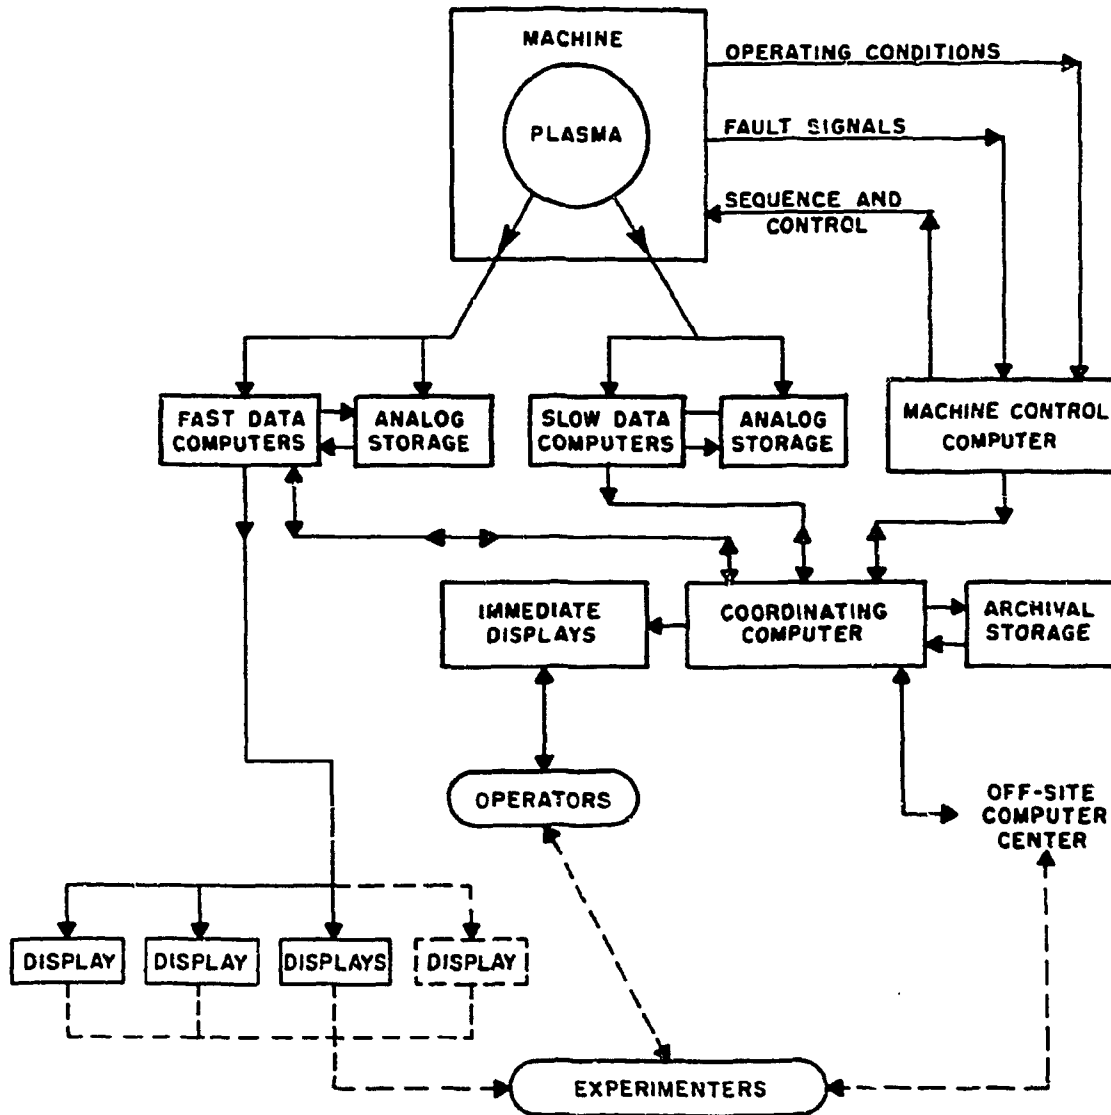 MACHINE
PLASMA
OPERATING CONDITIONS
FAULT SIGNALS
SEQUENCE AND
CONTROL
FAST DATA
COMPUTERS
ANALOG
STORAGE
SLOW DATA
COMPUTERS
ANALOG
STORAGE
MACHINE CONTROL
COMPUTER
IMMEDIATE
DISPLAYS
COORDINATING
COMPUTER
ARCHIVAL
STORAGE
OPERATORS
OFF-SITE
COMPUTER
CENTER
DISPLAY
DISPLAY
DISPLAYS
DISPLAY
EXPERIMENTERS